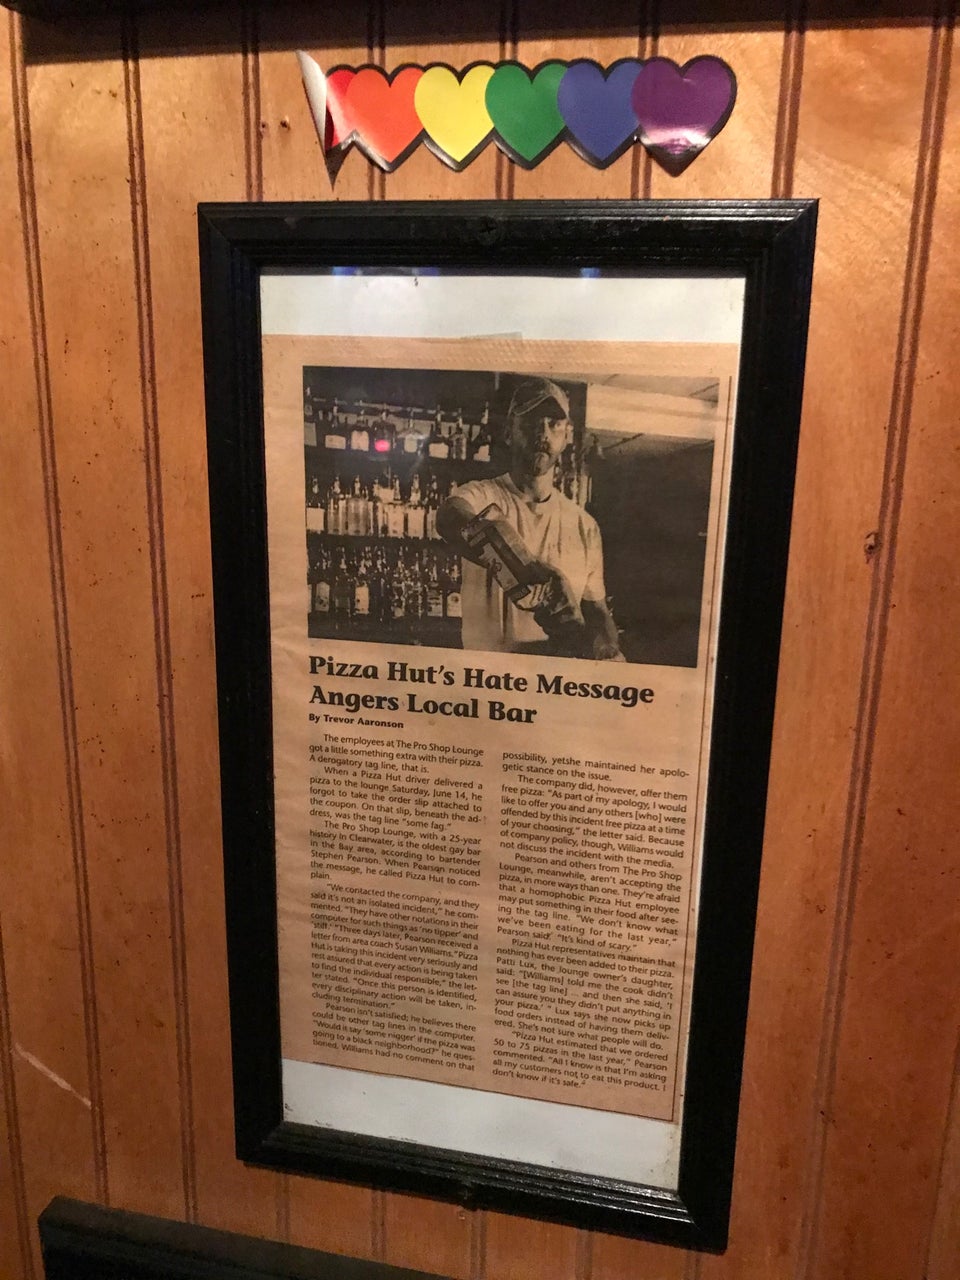 Pizza Hut's Hate Message
Angers Local Bar
By Trevor Aaronson
The employees at The Pro Shop Lounge
got a little something extra with their pizza.
A derogatory tag line, that is.
When a Pizza Hut driver delivered a
pizza to the lounge Saturday, June 14, he
forgot to take the order slip attached to
the coupon. On that slip, beneath the ad-
dress, was the tag line "some fag."
The Pro Shop Lounge, with a 25-year
history in Clearwater, is the oldest gay bar
in the Bay area, according to bartender
Stephen Pearson. When Pearson noticed
the message, he called Pizza Hut to com-
plain.
"We contacted the company, and they
said it's not an isolated incident," he com-
mented. "They have other notations in their
computer for such things as 'no tipper' and
'stiff.' "Three days later, Pearson received a
letter from area coach Susan Williams. "Pizza
Hut is taking this incident very seriously and
rest assured that every action is being taken
to find the individual responsible," the let-
ter stated. "Once this person is identified,
every disciplinary action will be taken, in-
cluding termination."
Pearson isn't satisfied; he believes there
could be other tag lines in the computer.
"Would it say 'some nigger' if the pizza was
going to a black neighborhood?" he ques-
tioned. Williams had no comment on that
possibility, yetshe maintained her apolo-
getic stance on the issue.
The company did, however, offer them
free pizza: "As part of my apology, I would
like to offer you and any others [who] were
offended by this incident free pizza at a time
of your choosing," the letter said. Because
of company policy, though, Williams would
not discuss the incident with the media.
Pearson and others from The Pro Shop
Lounge, meanwhile, aren't accepting the
pizza, in more ways than one. They're afraid
that a homophobic Pizza Hut employee
may put something in their food after see-
ing the tag line. "We don't know what
we've been eating for the last year,"
Pearson said. "It's kind of scary."
Pizza Hut representatives maintain that
nothing has ever been added to their pizza.
Patti Lux, the lounge owner's daughter,
said: "[Williams] told me the cook didn't
see [the tag line] ... and then she said, 'I
can assure you they didn't put anything in
your pizza.' " Lux says she now picks up
food orders instead of having them deliv-
ered. She's not sure what people will do.
"Pizza Hut estimated that we ordered
50 to 75 pizzas in the last year," Pearson
commented. "All I know is that I'm asking
all my customers not to eat this product. I
don't know if it's safe."